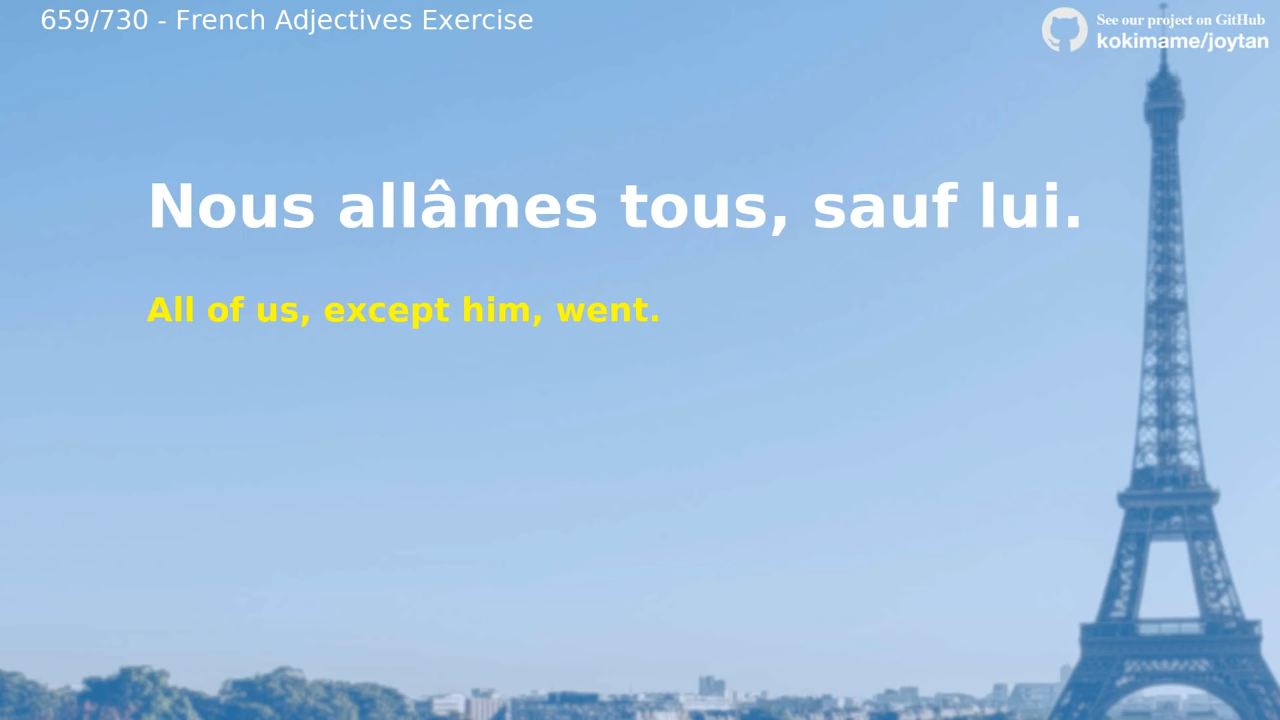 659/730 - French Adjectives Exercise
See our project on GitHub
kokimame/joytan
Nous allâmes tous, sauf lui.
All of us, except him, went.